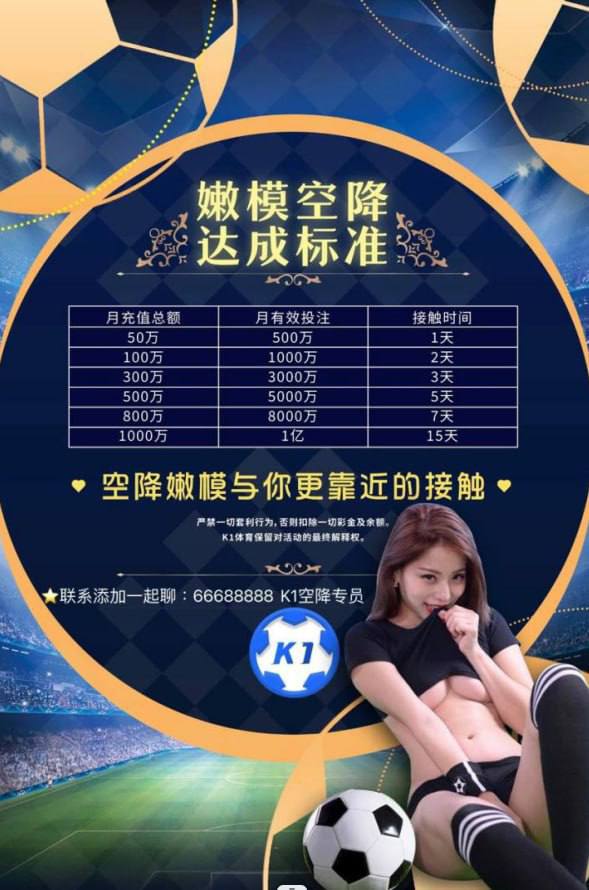 嫩模空降
达成标准
月充值总额 月有效投注 接触时间
50万 500万 1天
100万 1000万 2天
300万 3000万 3天
500万 5000万 5天
800万 8000万 7天
1000万 1亿 15天
空降嫩模与你更靠近的接触
严禁一切套利行为,否则扣除一切彩金及余额。
K1体育保留对活动的最终解释权。
联系添加一起聊：66688888 K1空降专员
K1